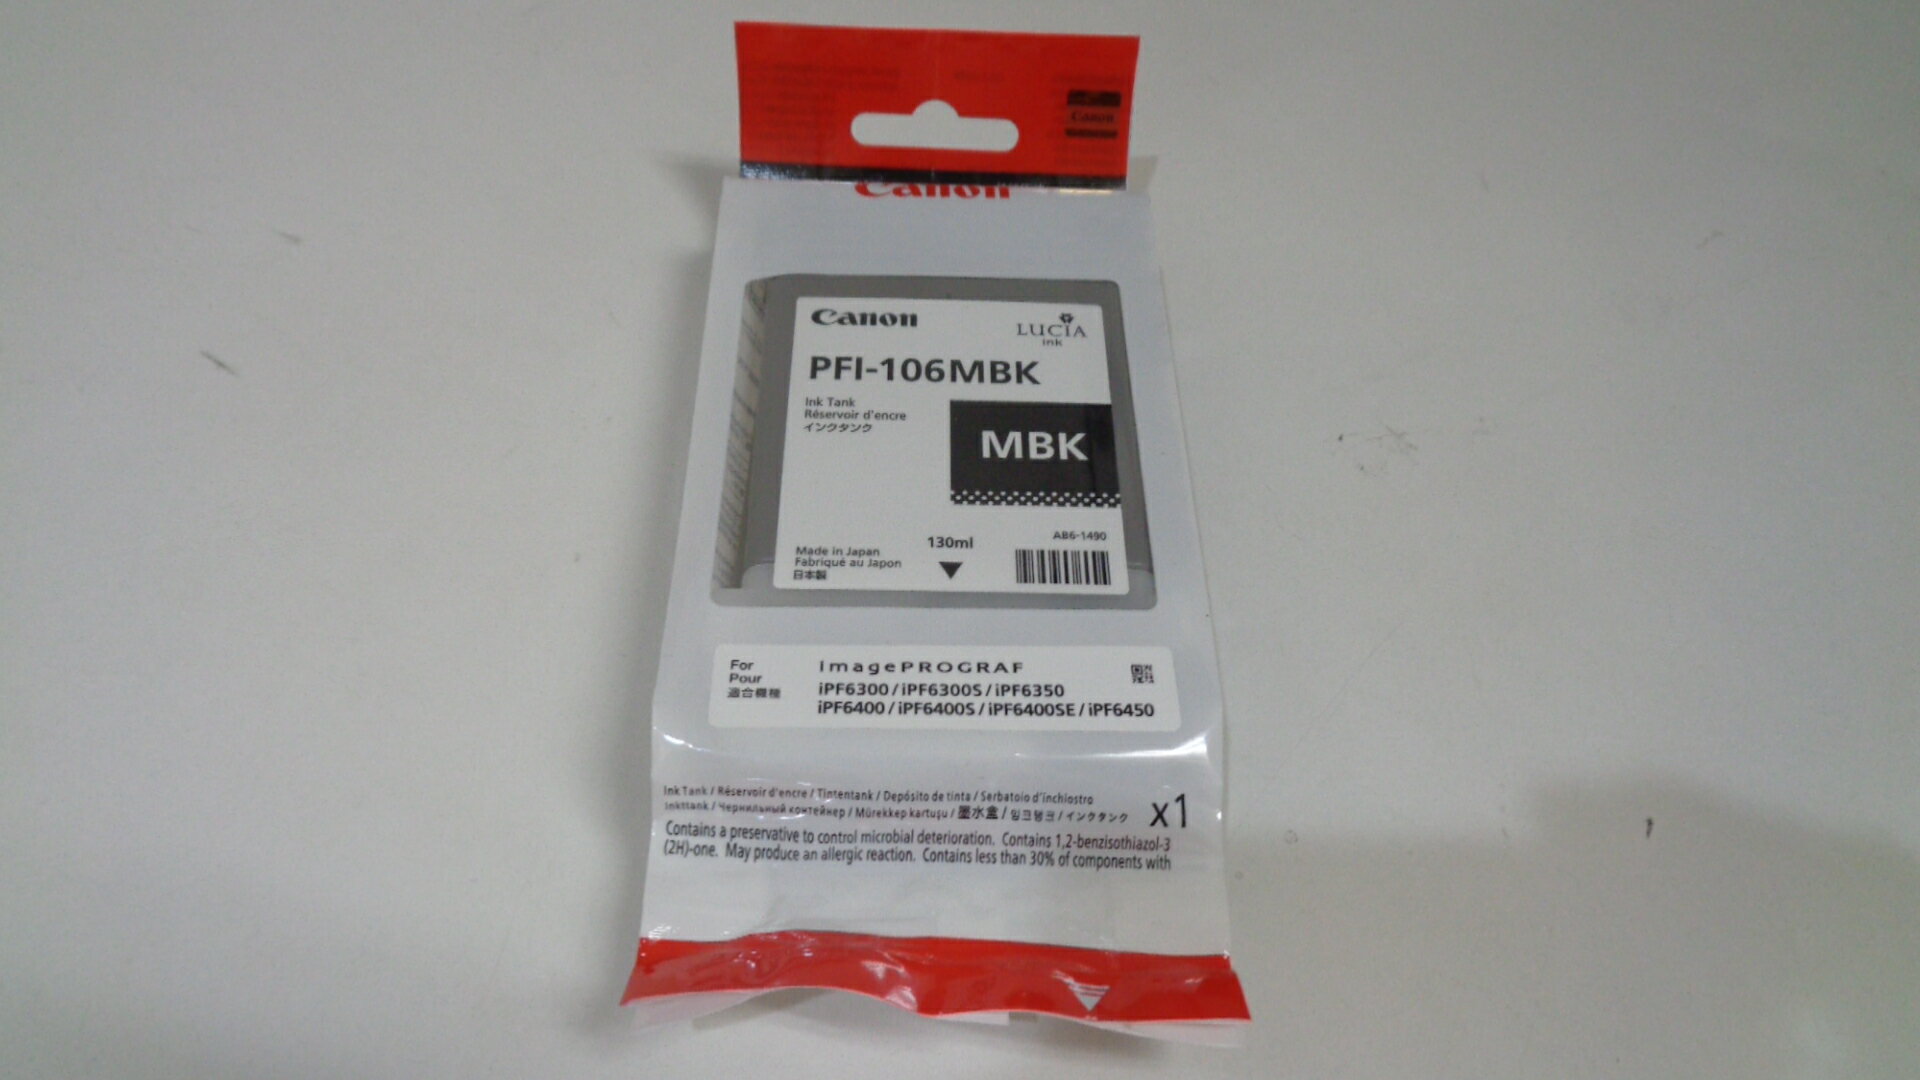 Canon
Canon
Canon
LUCIA
ink
PFI-106MBK
Ink Tank
Réservoir d'encre
インクタンク
MBK
130ml
AB6-1490
Made in Japan
Fabriqué au Japon
日本製
For
Pour
適合機種
imagePROGRAF
iPF6300 / iPF6300S / iPF6350
iPF6400 / iPF6400S / iPF6400SE / iPF6450
Ink Tank / Réservoir d'encre / Tintentank / Depósito de tinta / Serbatoio d'inchiostro
Inkttank / Чернильный контейнер / Mürekkep kartuşu / 墨水盒 / 잉크탱크 / インクタンク
x1
Contains a preservative to control microbial deterioration. Contains 1,2-benzisothiazol-3
(2H)-one. May produce an allergic reaction. Contains less than 30% of components with